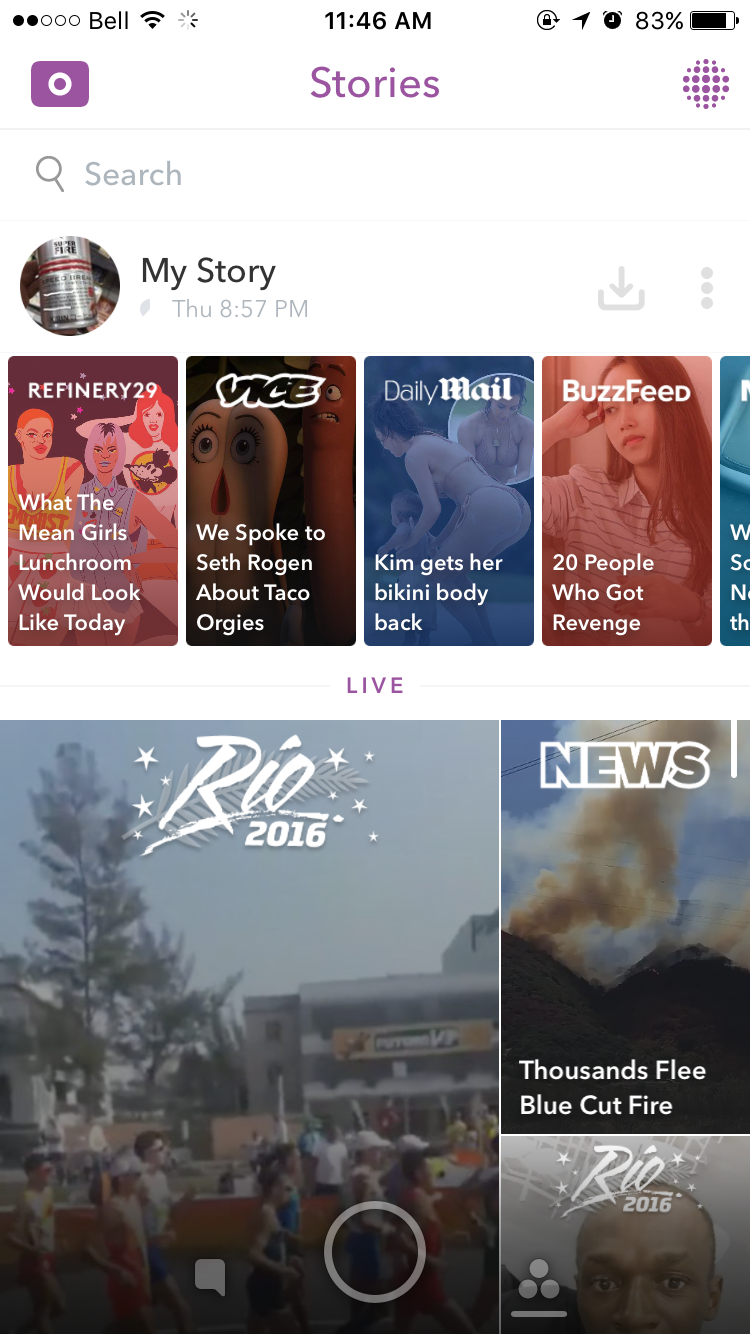 Bell
11:46 AM
83%
Stories
Search
SUPER
FIRE
My Story
Thu 8:57 PM
REFINERY29
What The
Mean Girls
Lunchroom
Would Look
Like Today
VICE
We Spoke to
Seth Rogen
About Taco
Orgies
Daily Mail
Kim gets her
bikini body
back
BuzzFeed
20 People
Who Got
Revenge
LIVE
Rio
2016
NEWS
Thousands Flee
Blue Cut Fire
Rio
2016